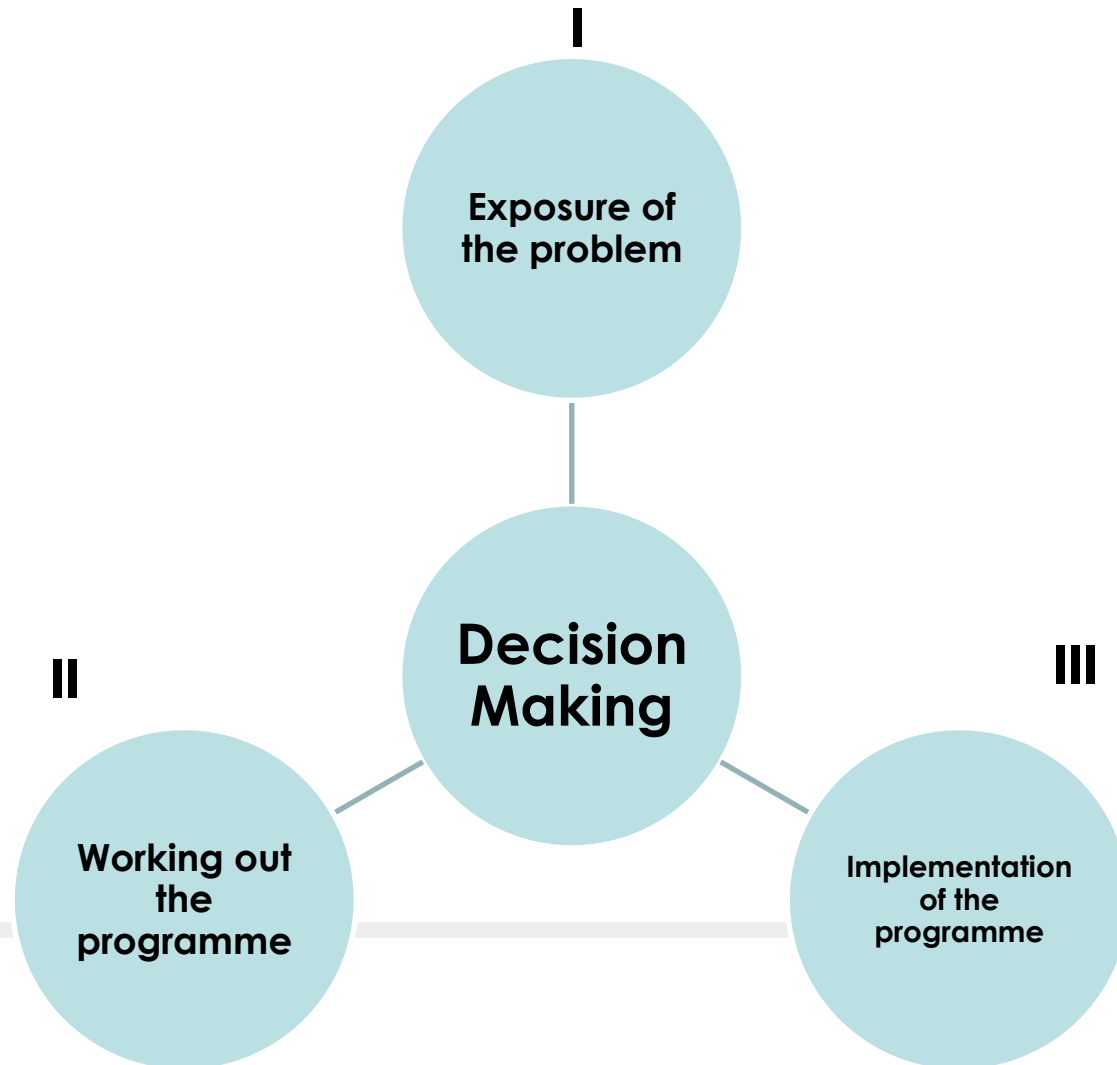 I
Exposure of
the problem
Decision
Making
II
III
Working out
the
programme
Implementation
of the
programme